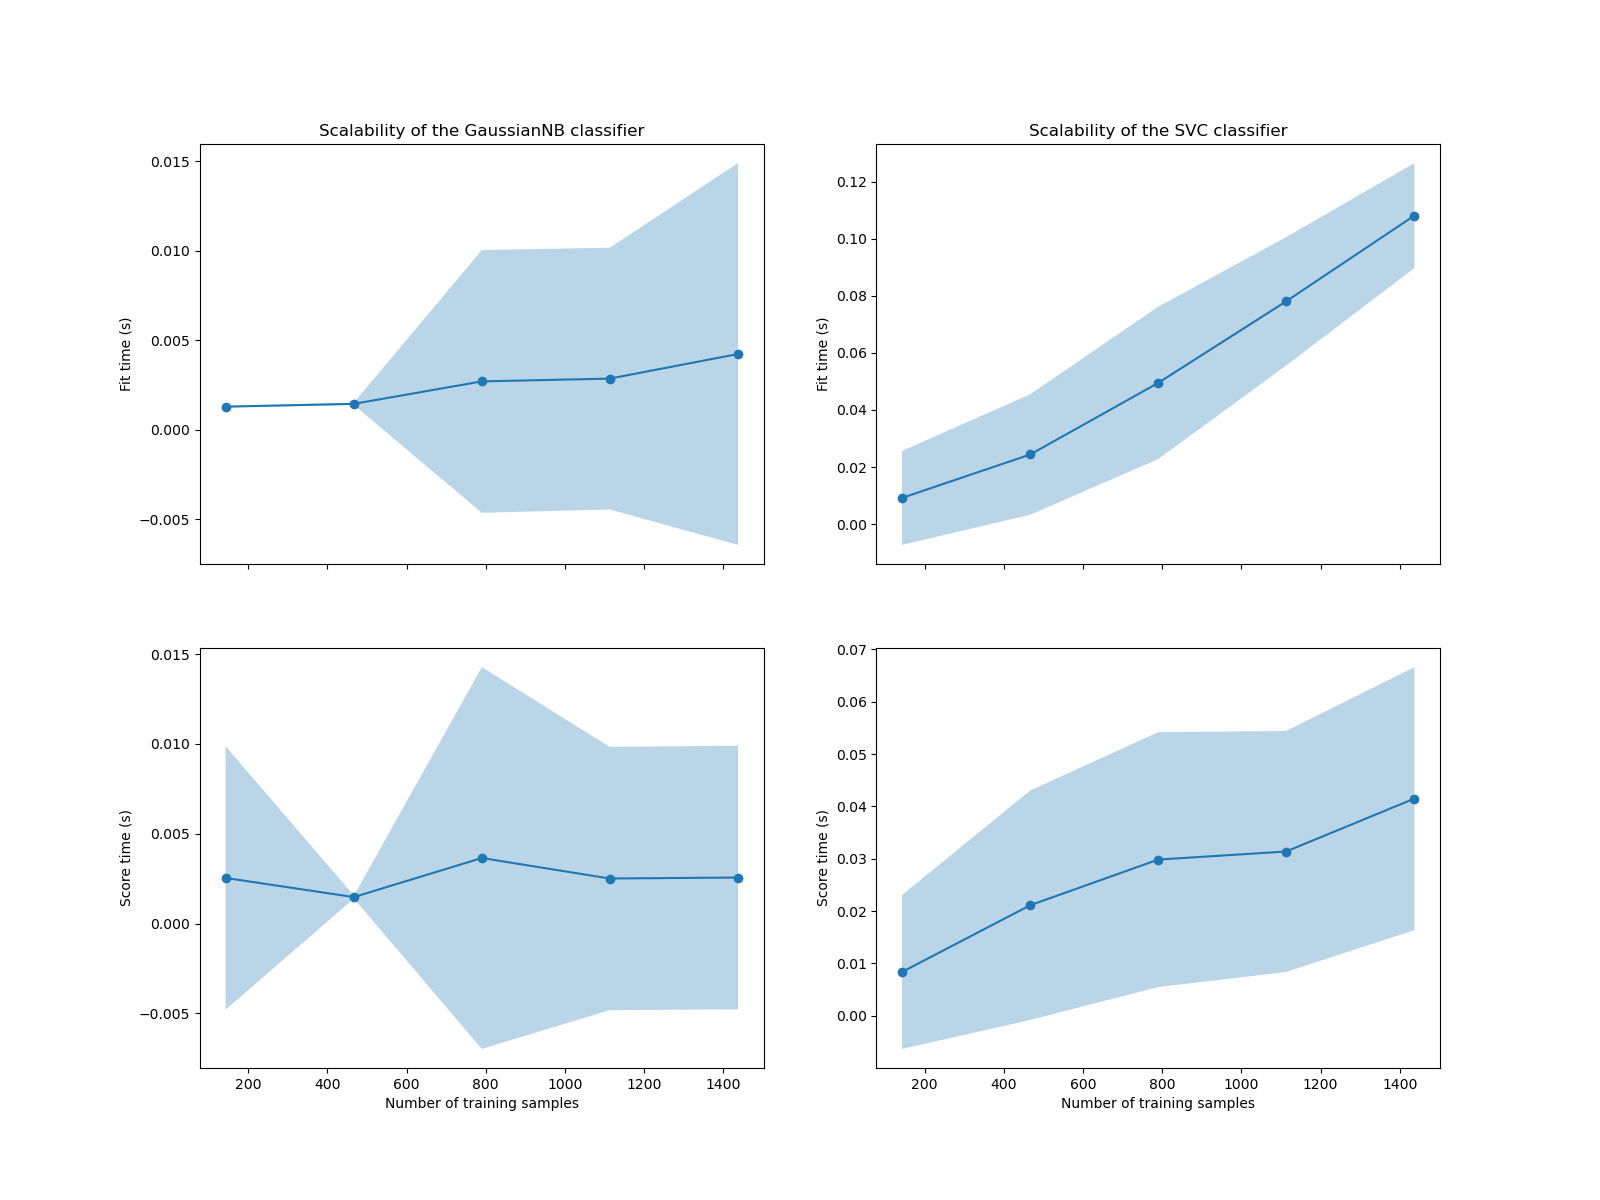 Scalability of the GaussianNB classifier
0.015
0.010
0.005
0.000
−0.005
Fit time (s)
Scalability of the SVC classifier
0.12
0.10
0.08
0.06
0.04
0.02
0.00
Fit time (s)
0.015
0.010
0.005
0.000
−0.005
Score time (s)
200 400 600 800 1000 1200 1400
Number of training samples
0.07
0.06
0.05
0.04
0.03
0.02
0.01
0.00
Score time (s)
200 400 600 800 1000 1200 1400
Number of training samples